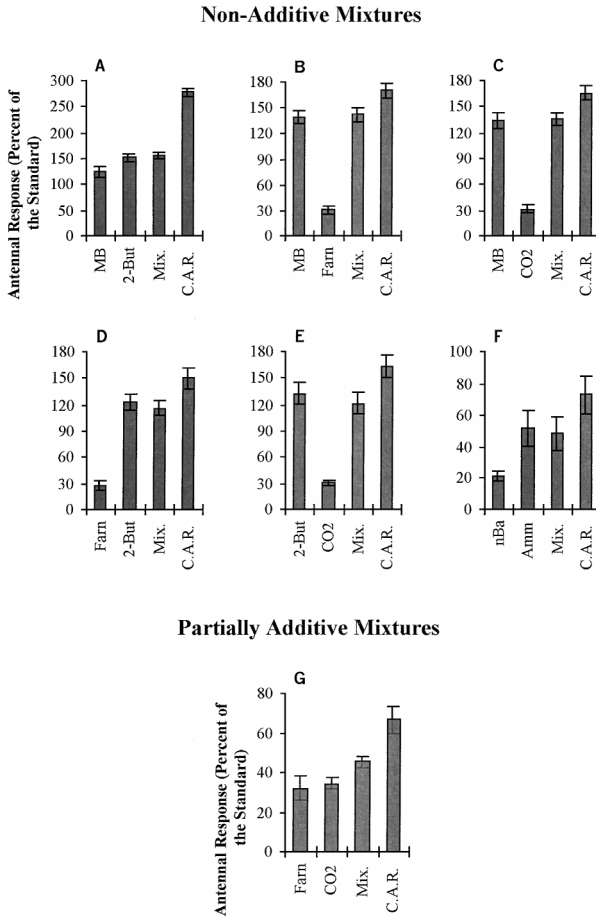 Non-Additive Mixtures
Antennal Response (Percent of
the Standard)
A
300
250
200
150
100
50
0
MB
2-But
Mix.
C.A.R.
B
180
150
120
90
60
30
0
MB
Farn
Mix.
C.A.R.
C
180
150
120
90
60
30
0
MB
CO2
Mix.
C.A.R.
D
180
150
120
90
60
30
0
Farn
2-But
Mix.
C.A.R.
E
180
150
120
90
60
30
0
2-But
CO2
Mix.
C.A.R.
F
100
80
60
40
20
0
nBa
Amm
Mix.
C.A.R.
Partially Additive Mixtures
Antennal Response (Percent of
the Standard)
G
80
60
40
20
0
Farn
CO2
Mix.
C.A.R.